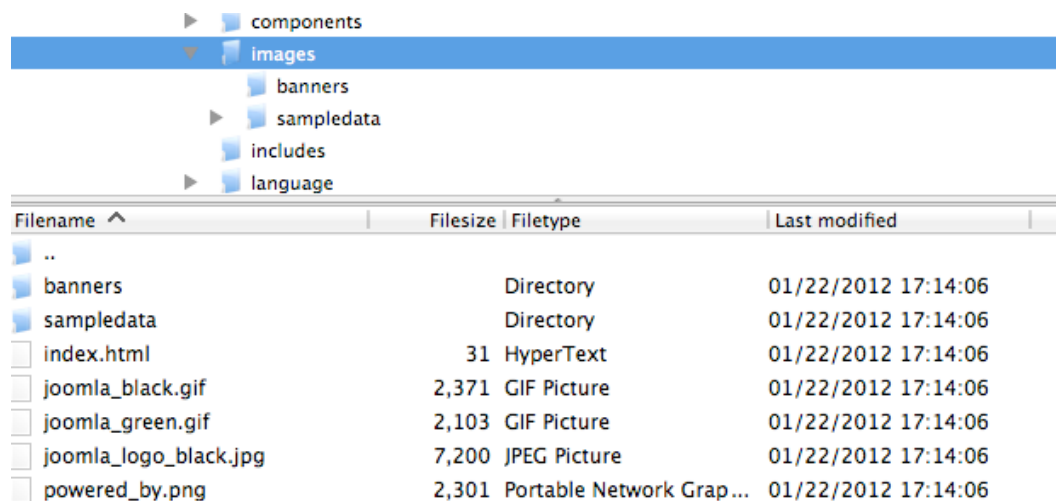 components
images
banners
sampledata
includes
language
Filename Filesize Filetype Last modified
..
banners Directory 01/22/2012 17:14:06
sampledata Directory 01/22/2012 17:14:06
index.html 31 HyperText 01/22/2012 17:14:06
joomla_black.gif 2,371 GIF Picture 01/22/2012 17:14:06
joomla_green.gif 2,103 GIF Picture 01/22/2012 17:14:06
joomla_logo_black.jpg 7,200 JPEG Picture 01/22/2012 17:14:06
powered_by.png 2,301 Portable Network Grap... 01/22/2012 17:14:06